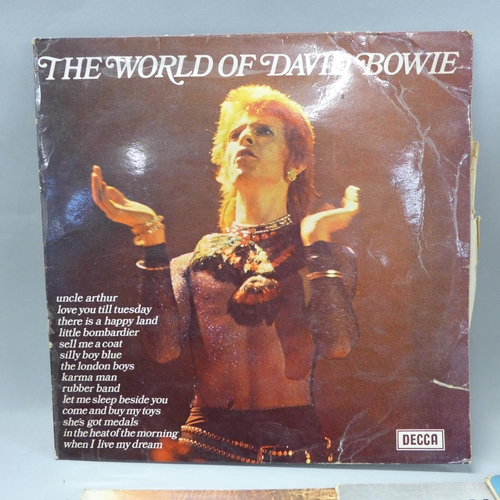 THE WORLD OF DAVID BOWIE
uncle arthur
love you till tuesday
there is a happy land
little bombardier
sell me a coat
silly boy blue
the london boys
karma man
rubber band
let me sleep beside you
come and buy my toys
she's got medals
in the heat of the morning
when I live my dream
DECCA